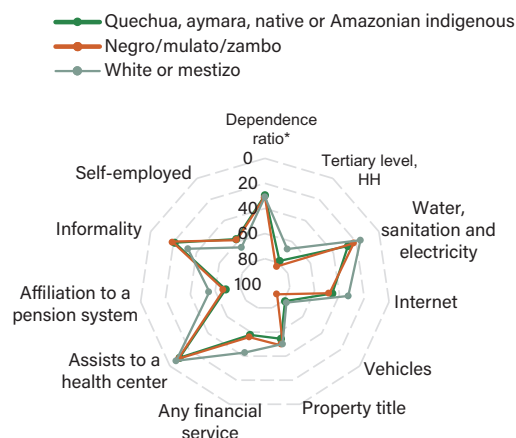 Quechua, aymara, native or Amazonian indigenous
Negro/mulato/zambo
White or mestizo
Dependence
ratio*
Tertiary level,
HH
Water,
sanitation and
electricity
Internet
Vehicles
Property title
Any financial
service
Assists to a
health center
Affiliation to a
pension system
Informality
Self-employed
0
20
40
60
80
100